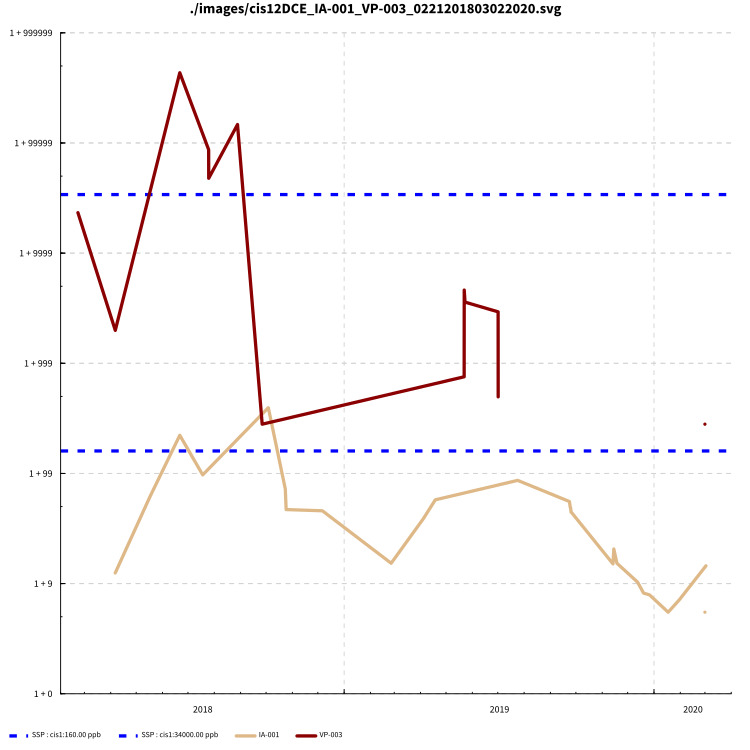 ./images/cis12DCE_IA-001_VP-003_0221201803022020.svg
1+999999
1+99999
1+9999
1+999
1+99
1+9
1+0
2018 2019 2020
SSP : cis1:160.00 ppb SSP : cis1:34000.00 ppb IA-001 VP-003